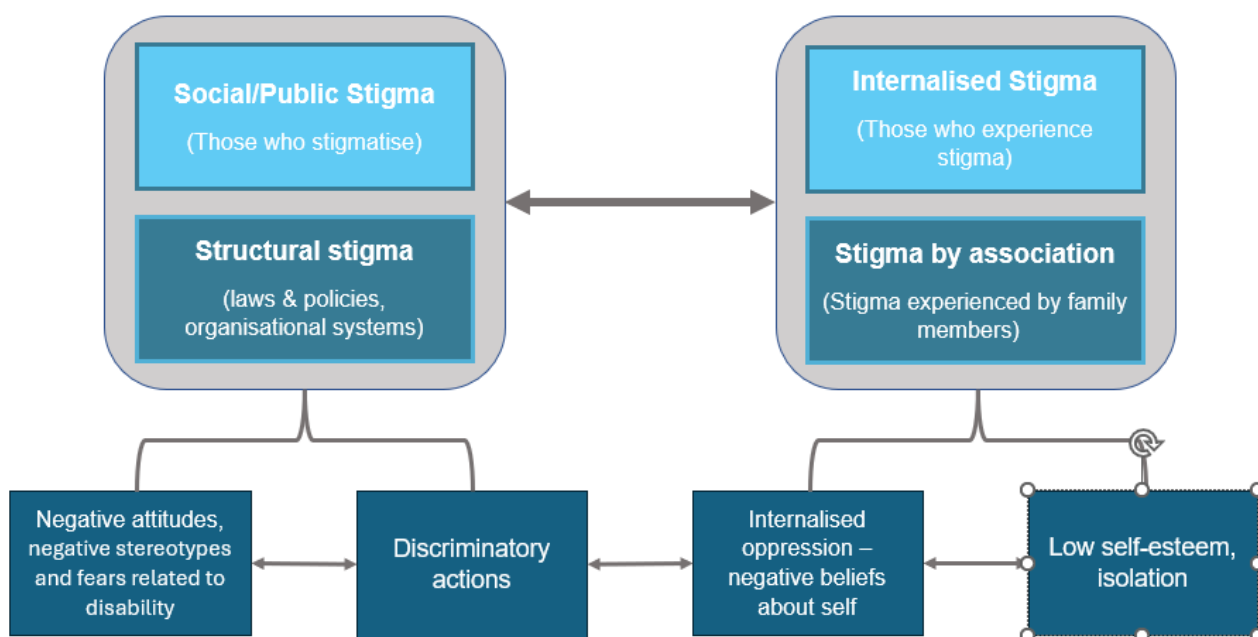 Social/Public Stigma
(Those who stigmatise)
Structural stigma
(laws & policies,
organisational systems)
Internalised Stigma
(Those who experience
stigma)
Stigma by association
(Stigma experienced by family
members)
Negative attitudes,
negative stereotypes
and fears related to
disability
Discriminatory
actions
Internalised
oppression –
negative beliefs
about self
Low self-esteem,
isolation